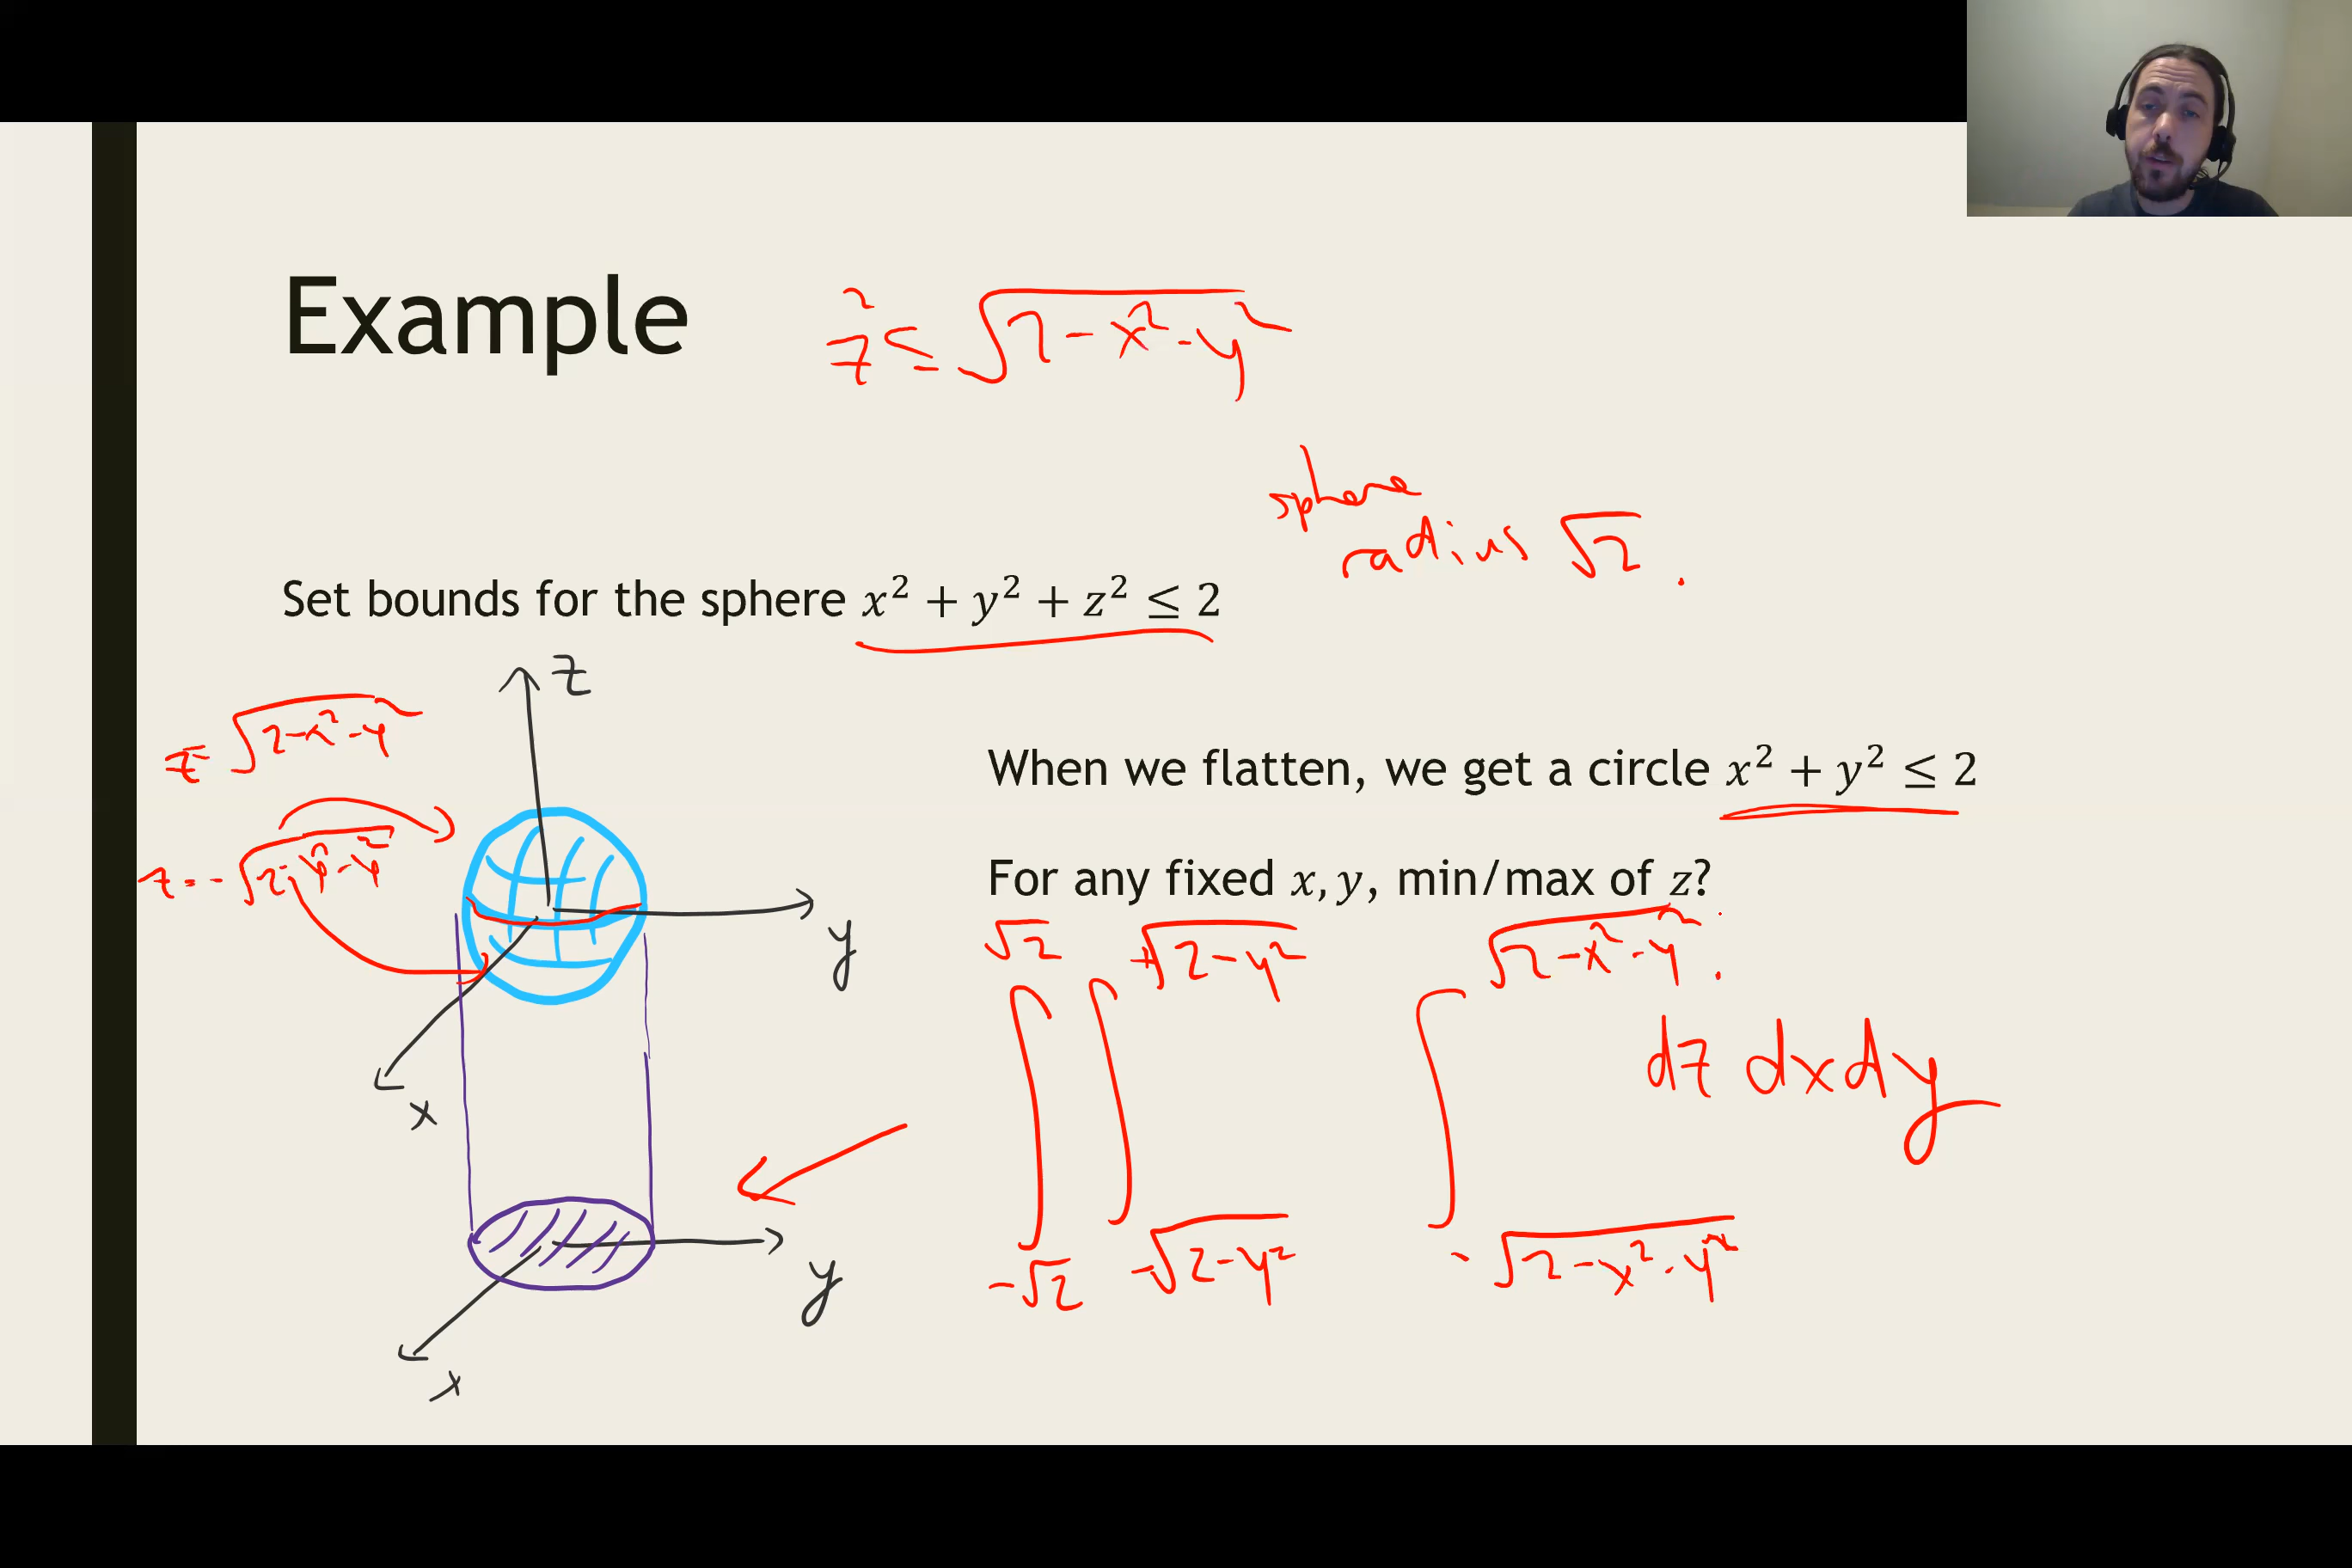 Example
z² ≤ √(2-x²-y²)
sphere
radius √2.
Set bounds for the sphere x² + y² + z² ≤ 2
z
z= √(2-x²-y²)
When we flatten, we get a circle x² + y² ≤ 2
z = -√(2-x²-y²)
For any fixed x, y, min/max of z?
y
x
√2 +√(2-y²) √(2-x²-y²)
∫ ∫ ∫ dz dx dy
-√2 -√(2-y²) -√(2-x²-y²)
y
x